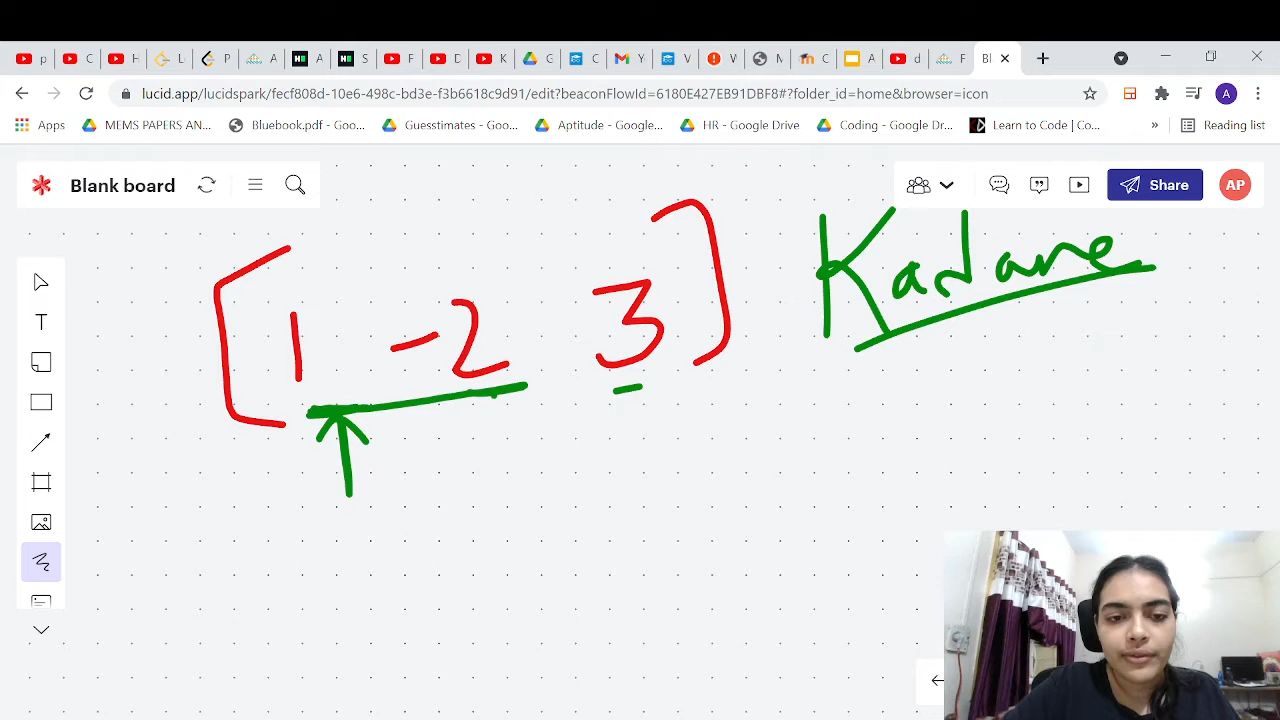 p C H L P A A S F D K G C Y V V M C A d F Bl
lucid.app/lucidspark/fecf808d-10e6-498c-bd3e-f3b6618c9d91/edit?beaconFlowId=6180E427EB91DBF8#?folder_id=home&browser=icon A
Apps MEMS PAPERS AN... Bluebook.pdf - Goo... Guesstimates - Goo... Aptitude - Google... HR - Google Drive Coding - Google Dr... Learn to Code | Co... » Reading list
Blank board Share AP
[1 -2 3] Kadane
T